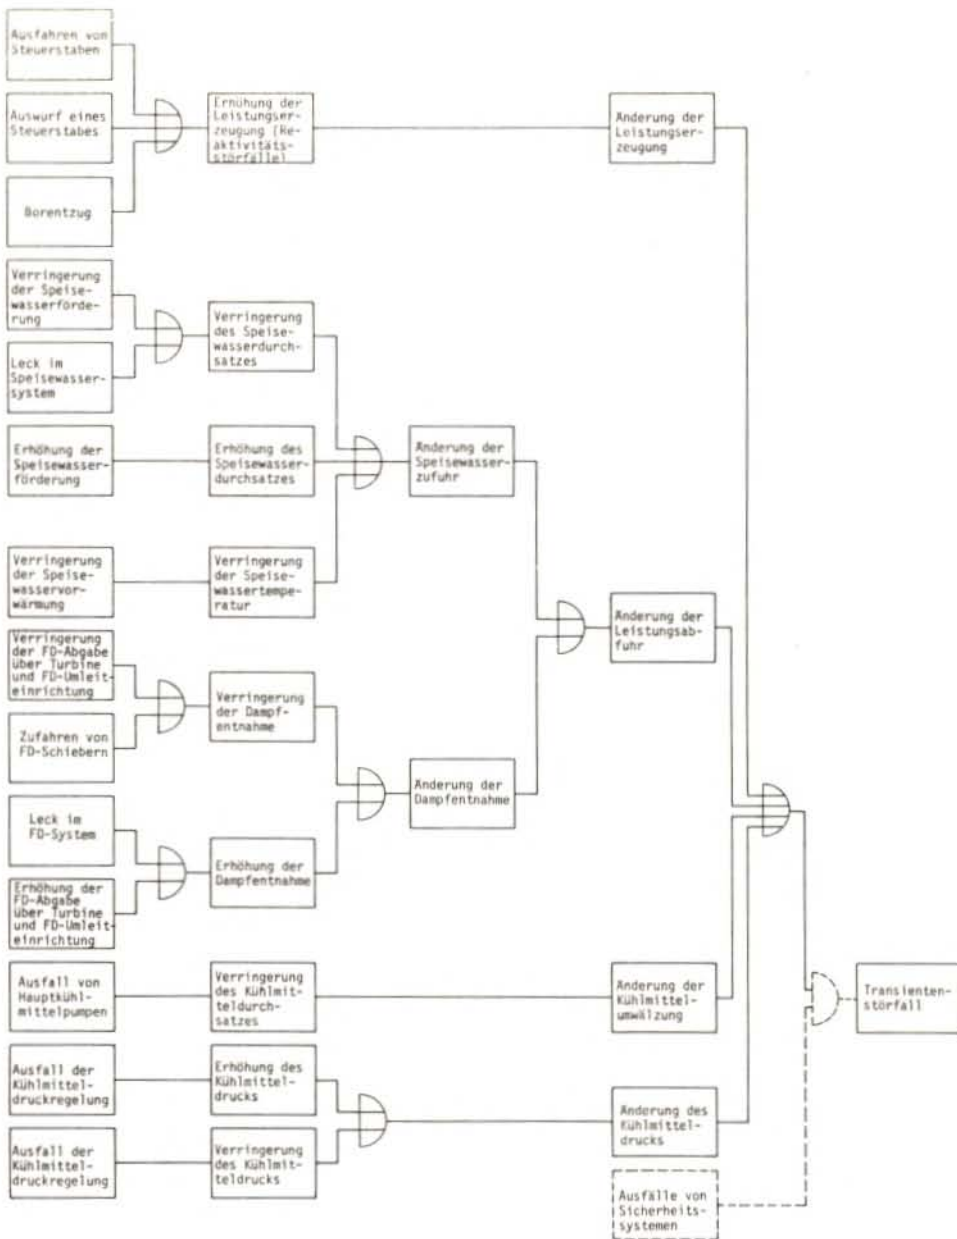 Ausfahren von
Steuerstaben
Auswurf eines
Steuerstabes
Borentzug
Ernühung der
Leistungser-
zeugung (Re-
aktivitäts-
störfälle)
Änderung der
Leistungser-
zeugung
Verringerung
der Speise-
wasserförde-
rung
Leck im
Speisewasser-
system
Verringerung
des Speise-
wasserdurch-
satzes
Erhöhung der
Speisewasser-
förderung
Erhöhung des
Speisewasser-
durchsatzes
Änderung der
Speisewasser-
zufuhr
Verringerung
der Speise-
wasservor-
wärmung
Verringerung
der Speise-
wassertempe-
ratur
Änderung der
Leistungsab-
fuhr
Verringerung
der FD-Abgabe
über Turbine
und FD-Umleit-
einrichtung
Zufahren von
FD-Schiebern
Verringerung
der Dampf-
entnahme
Änderung der
Dampfentnahme
Leck im
FD-System
Erhöhung der
FD-Abgabe
über Turbine
und FD-Umleit-
einrichtung
Erhöhung der
Dampfentnahme
Ausfall von
Hauptkühl-
mittelpumpen
Verringerung
des Kühlmit-
teldurch-
satzes
Änderung der
Kühlmittel-
umwälzung
Transienten-
störfall
Ausfall der
Kühlmittel-
druckregelung
Erhöhung des
Kühlmittel-
drucks
Ausfall der
Kühlmittel-
druckregelung
Verringerung
des Kühlmit-
teldrucks
Änderung des
Kühlmittel-
drucks
Ausfälle von
Sicherheits-
systemen